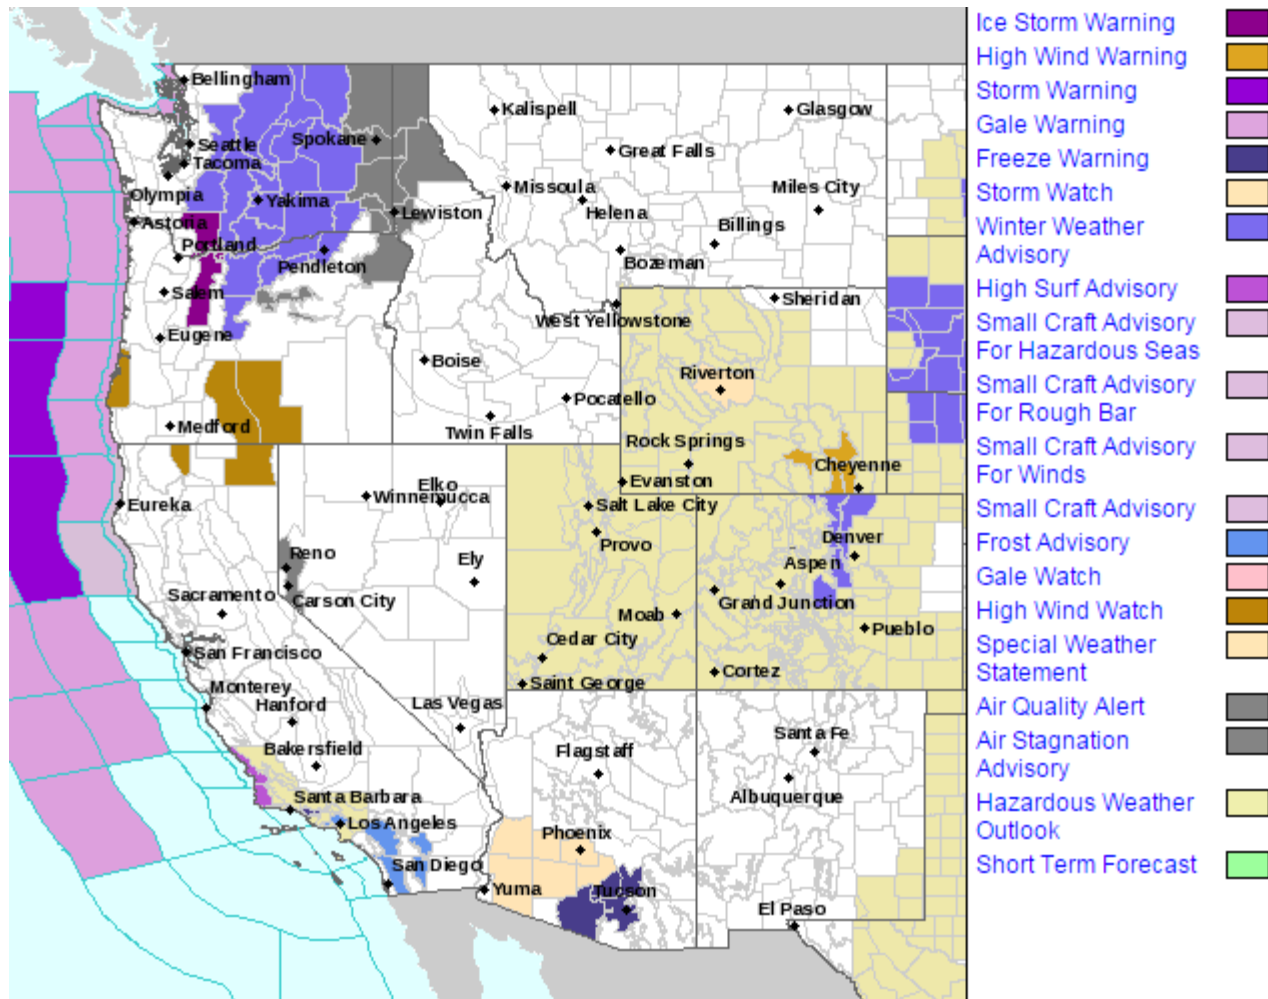 Bellingham
Kalispell
Glasgow
Spokane
Seattle
Great Falls
Tacoma
Missoula
Miles City
Olympia
Yakima
Lewiston
Helena
Astoria
Billings
Portland
Pendleton
Bozeman
Salem
Sheridan
West Yellowstone
Eugene
Boise
Riverton
Pocatello
Medford
Twin Falls
Rock Springs
Cheyenne
Elko
Evanston
Winnemucca
Eureka
Salt Lake City
Denver
Provo
Reno
Ely
Aspen
Sacramento
Carson City
Grand Junction
Moab
Pueblo
Cedar City
San Francisco
Cortez
Saint George
Monterey
Hanford
Las Vegas
Santa Fe
Bakersfield
Flagstaff
Albuquerque
Santa Barbara
Los Angeles
Phoenix
San Diego
Yuma
Tucson
El Paso
Ice Storm Warning
High Wind Warning
Storm Warning
Gale Warning
Freeze Warning
Storm Watch
Winter Weather
Advisory
High Surf Advisory
Small Craft Advisory
For Hazardous Seas
Small Craft Advisory
For Rough Bar
Small Craft Advisory
For Winds
Small Craft Advisory
Frost Advisory
Gale Watch
High Wind Watch
Special Weather
Statement
Air Quality Alert
Air Stagnation
Advisory
Hazardous Weather
Outlook
Short Term Forecast